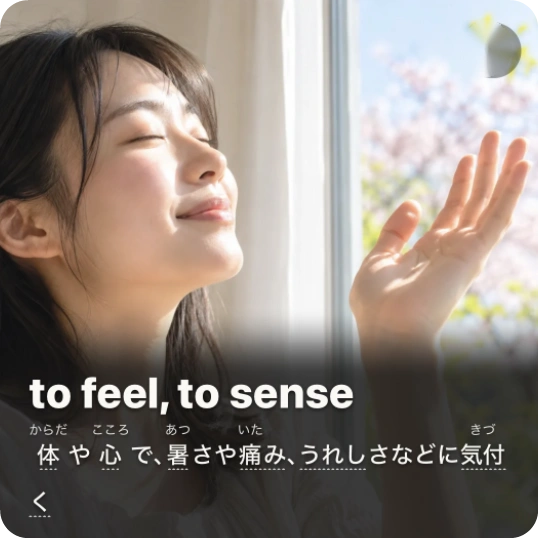 to feel, to sense
からだ こころ あつ いた きづ
体や心で、暑さや痛み、うれしさなどに気付
く